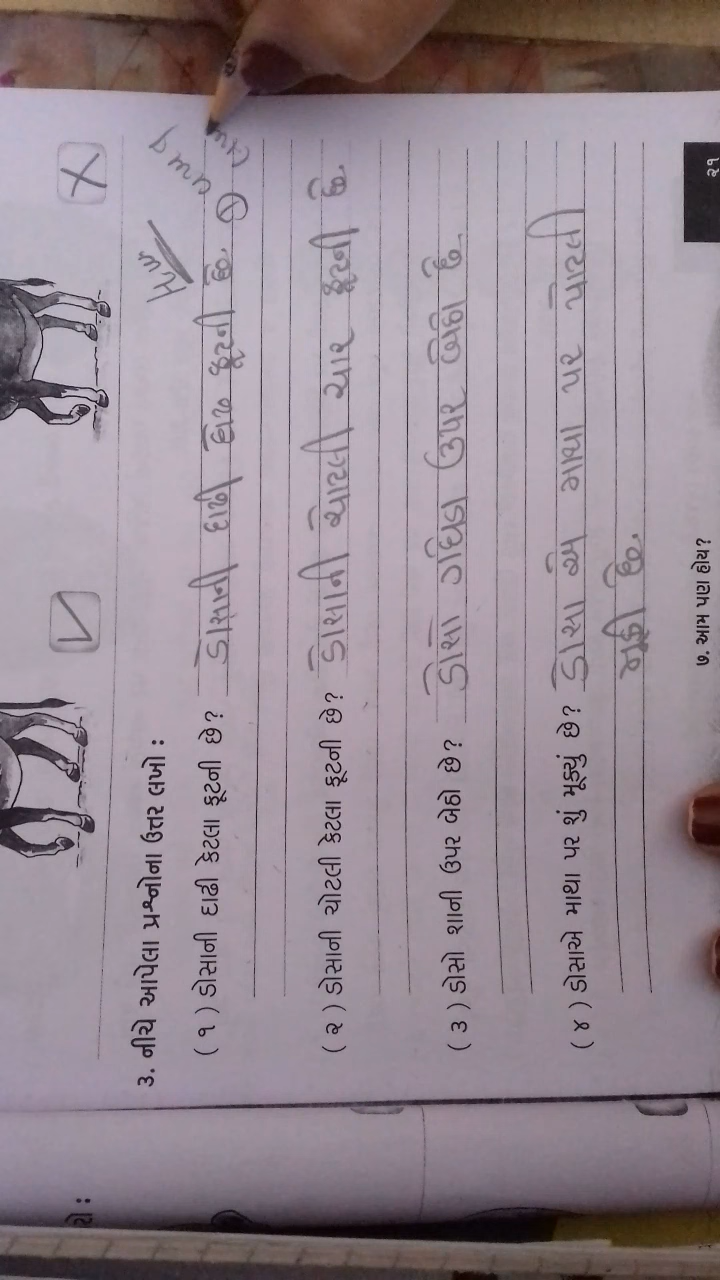 ૩. નીચે આપેલા પ્રશ્નોના ઉત્તર લખો :
( ૧ ) ડોસાની દાઢી કેટલા ફૂટની છે? ડોસાની દાઢી દોઢ ફૂટની છે.
( ૨ ) ડોસાની ચોટલી કેટલા ફૂટની છે? ડોસાની ચોટલી ચાર ફૂટની છે.
( ૩ ) ડોસો શાની ઉપર બેઠો છે? ડોસો ગધેડા ઉપર બેઠો છે.
( ૪ ) ડોસાએ માથા પર શું મૂક્યું છે? ડોસા એ માથા પર પોટલી
મૂકી છે.
૭. આમ પણ હોય?
૨૧